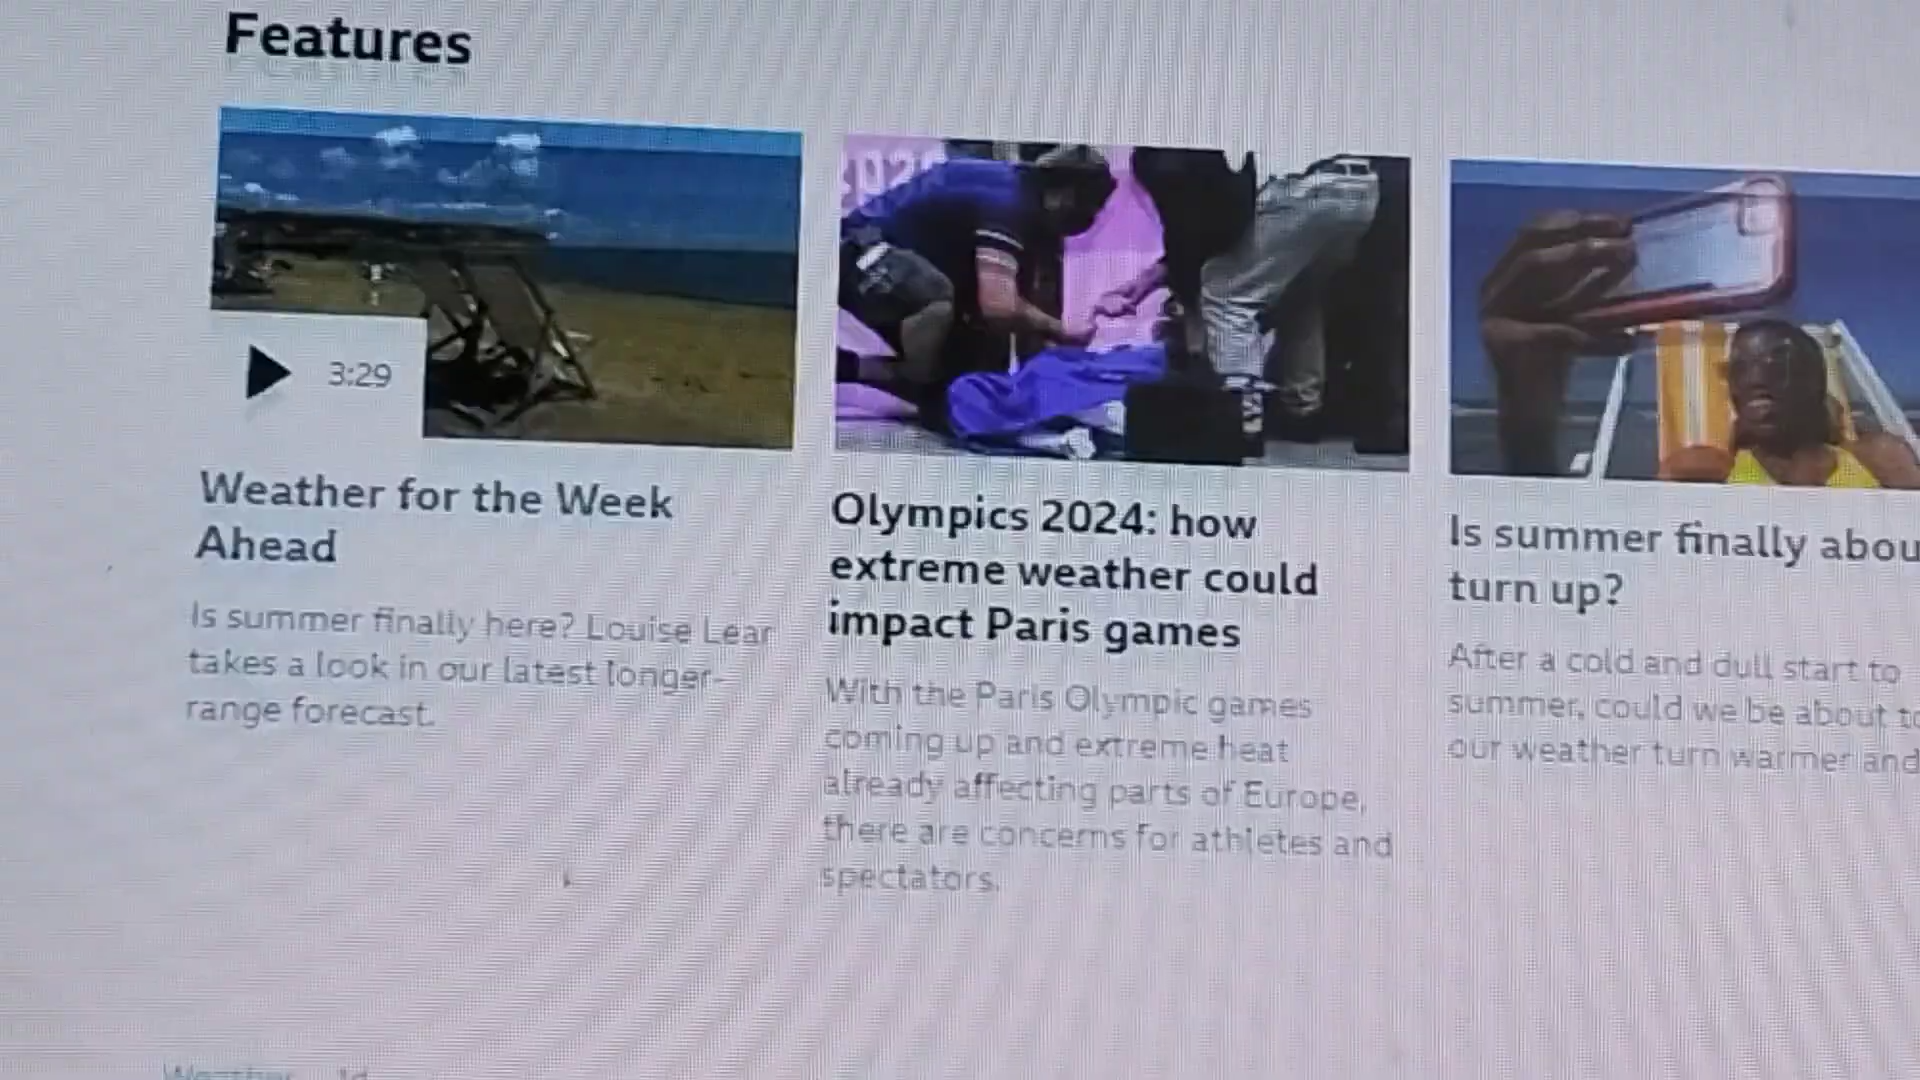 Features
202
3:29
Weather for the Week
Ahead
Is summer finally here? Louise Lear
takes a look in our latest longer-
range forecast.
Olympics 2024: how
extreme weather could
impact Paris games
With the Paris Olympic games
coming up and extreme heat
already affecting parts of Europe,
there are concerns for athletes and
spectators.
Is summer finally abou
turn up?
After a cold and dull start to
summer, could we be about to
our weather turn warmer and
Weather 1d